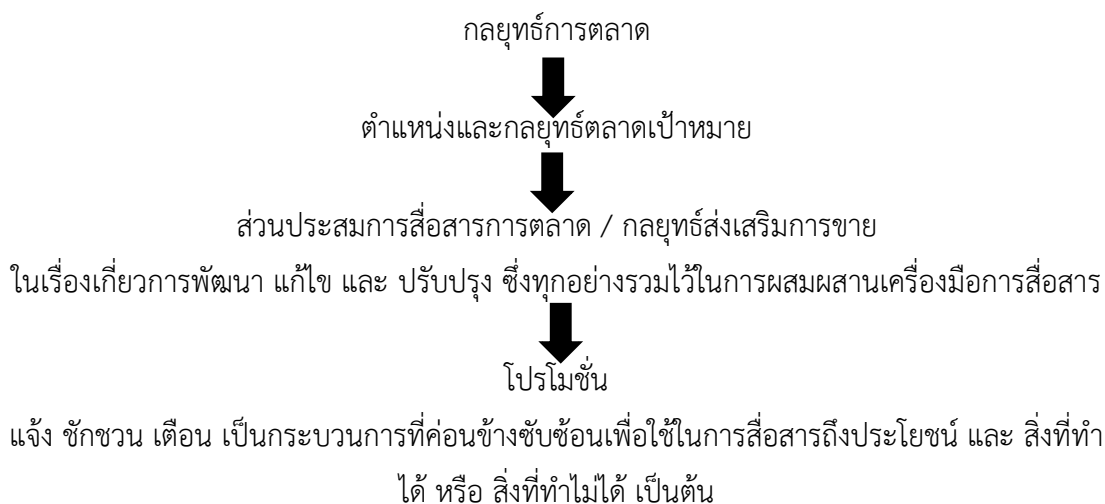 กลยุทธ์การตลาด
ตำแหน่งและกลยุทธ์ตลาดเป้าหมาย
ส่วนประสมการสื่อสารการตลาด / กลยุทธ์ส่งเสริมการขาย
ในเรื่องเกี่ยวการพัฒนา แก้ไข และ ปรับปรุง ซึ่งทุกอย่างรวมไว้ในการผสมผสานเครื่องมือการสื่อสาร
โปรโมชั่น
แจ้ง ชักชวน เตือน เป็นกระบวนการที่ค่อนข้างซับซ้อนเพื่อใช้ในการสื่อสารถึงประโยชน์ และ สิ่งที่ทำ
ได้ หรือ สิ่งที่ทำไม่ได้ เป็นต้น